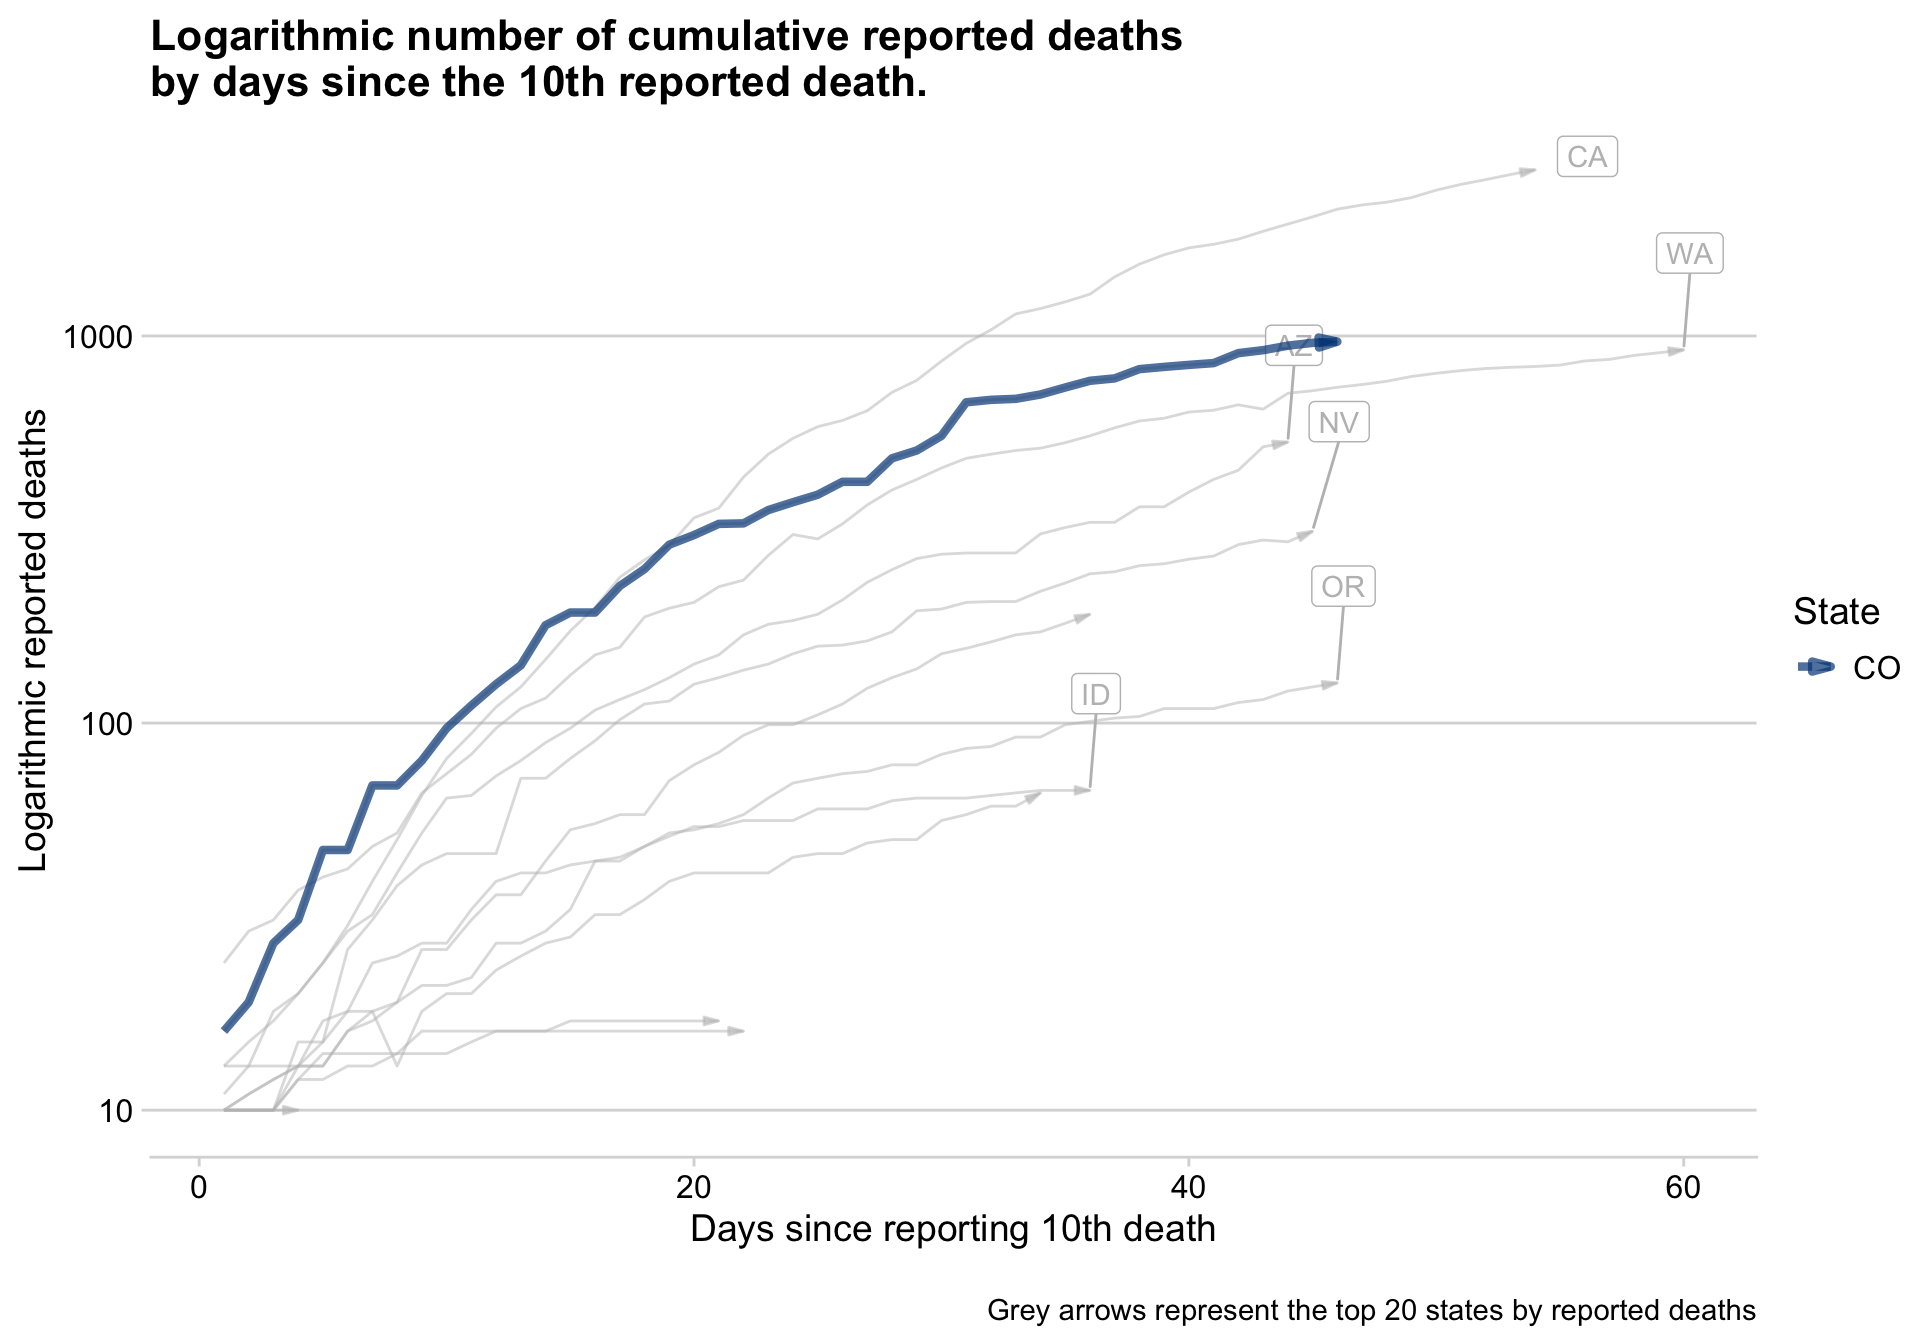 Logarithmic number of cumulative reported deaths
by days since the 10th reported death.
CA
WA
1000
AZ
NV
OR
ID
100
10
Logarithmic reported deaths
State
CO
0 20 40 60
Days since reporting 10th death
Grey arrows represent the top 20 states by reported deaths